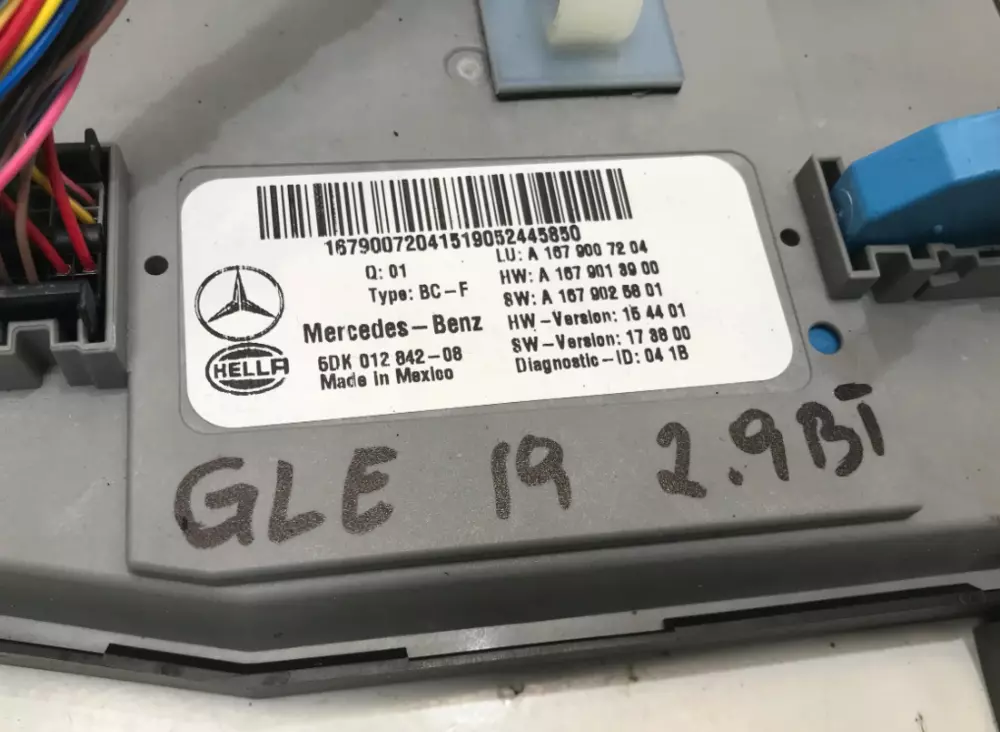 16790072041519052445850
Q: 01
Type: BC-F
Mercedes-Benz
6DK 012 842-08
Made in Mexico
HELLA
LU: A 167 900 72 04
HW: A 167 901 39 00
SW: A 167 902 58 01
HW-Version: 15 44 01
SW-Version: 17 38 00
Diagnostic-ID: 04 1B
GLE 19 2.9BI